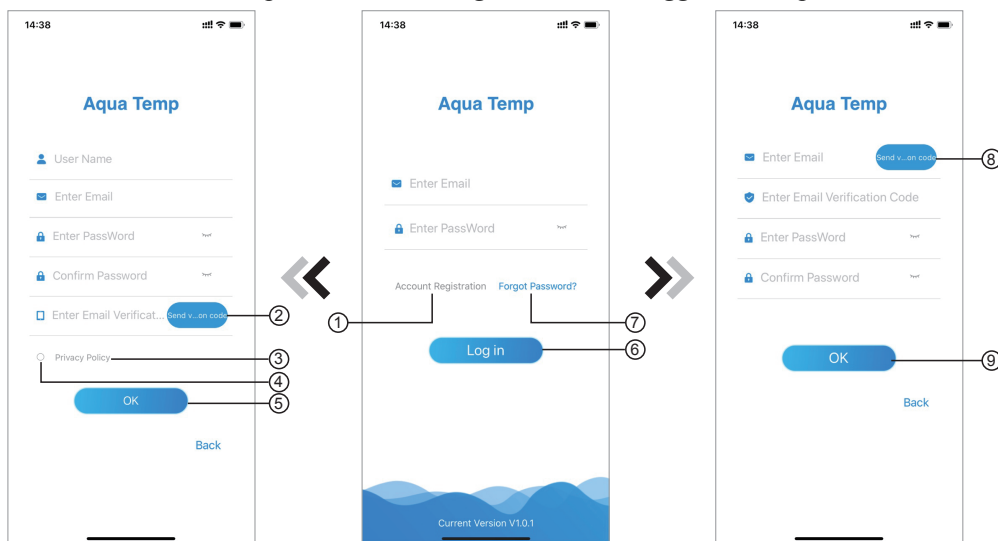 14:38
Aqua Temp
User Name
Enter Email
Enter PassWord
Confirm Password
Enter Email Verificat...
Send v...on code
②
Privacy Policy
③
④
OK
⑤
Back
14:38
Aqua Temp
Enter Email
Enter PassWord
Account Registration
Forgot Password?
①
⑦
Log in
⑥
Current Version V1.0.1
14:38
Aqua Temp
Enter Email
Send v...on code
⑧
Enter Email Verification Code
Enter PassWord
Confirm Password
OK
⑨
Back